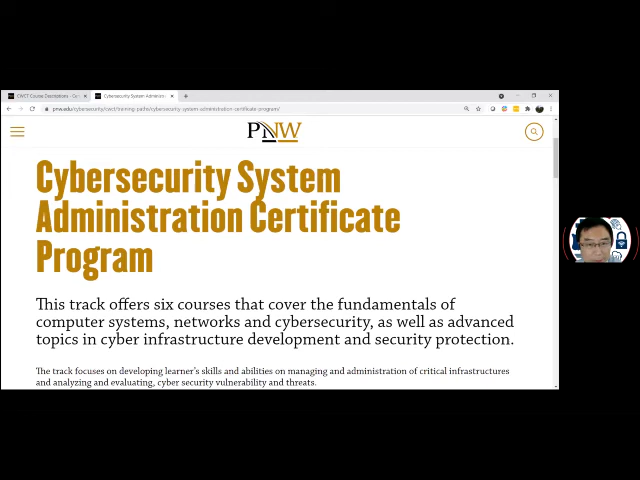 CWCT Course Descriptions - Cen
Cybersecurity System Administra
pnw.edu/cybersecurity/cwct/training-paths/cybersecurity-system-administration-certificate-program/
PNW
Cybersecurity System
Administration Certificate
Program
This track offers six courses that cover the fundamentals of
computer systems, networks and cybersecurity, as well as advanced
topics in cyber infrastructure development and security protection.
The track focuses on developing learner's skills and abilities on managing and administration of critical infrastructures
and analyzing and evaluating, cyber security vulnerability and threats.